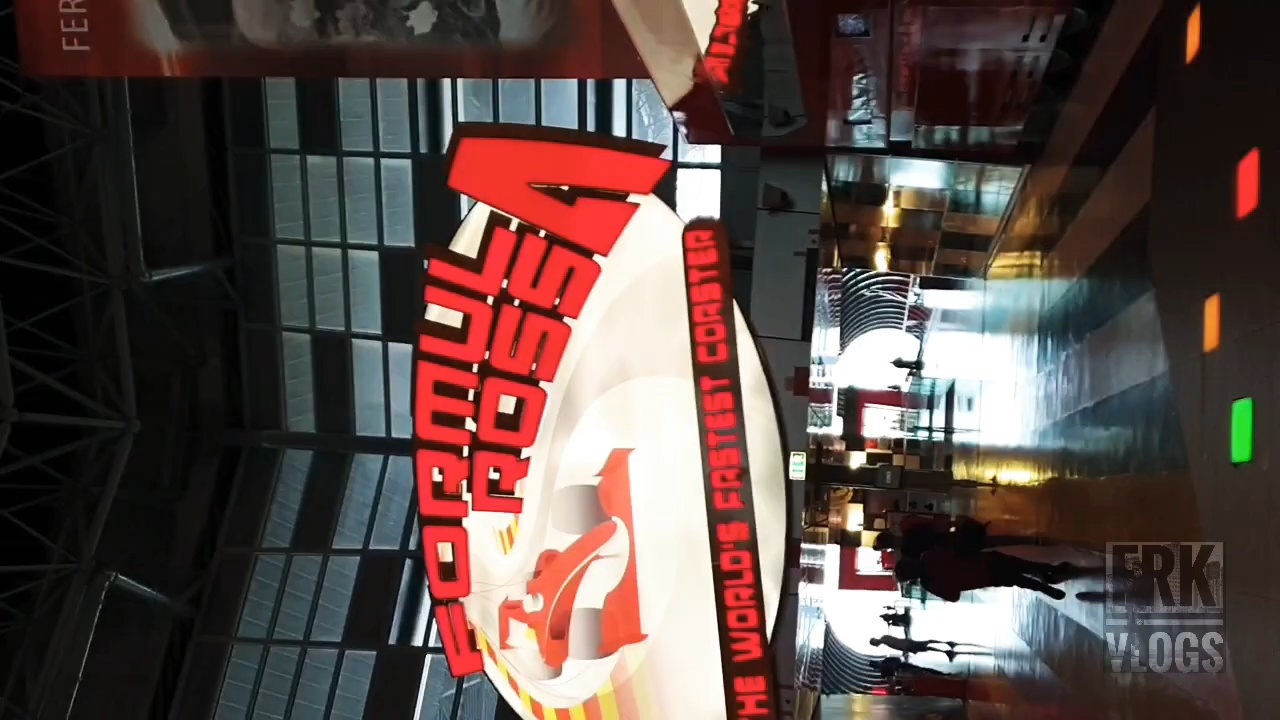 FER
FORMULA
ROSSA
THE WORLD'S FASTEST COASTER
FRK
VLOGS